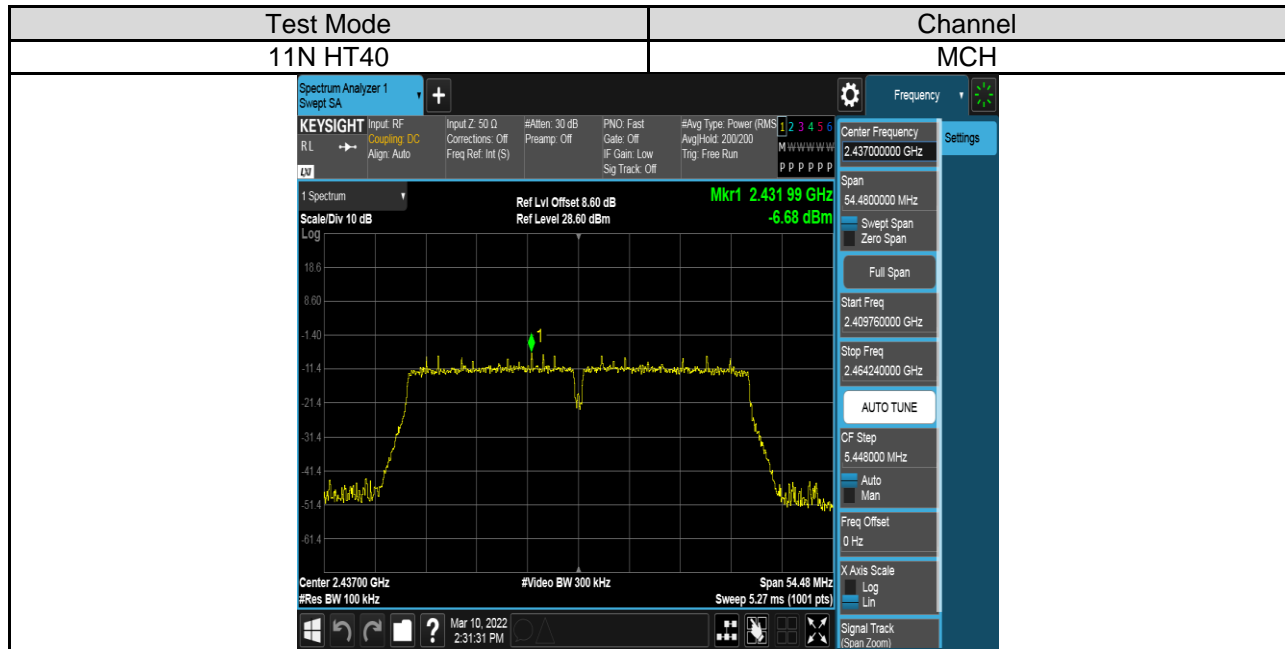 Test Mode
Channel
11N HT40
MCH
Spectrum Analyzer 1
Swept SA
+
Frequency
KEYSIGHT
RL
LXI
Input: RF
Coupling: DC
Align: Auto
Input Z: 50 Ω
Corrections: Off
Freq Ref: Int (S)
#Atten: 30 dB
Preamp: Off
PNO: Fast
Gate: Off
IF Gain: Low
Sig Track: Off
#Avg Type: Power (RMS
Avg|Hold: 200/200
Trig: Free Run
1 2 3 4 5 6
M W W W W W
P P P P P P
Center Frequency
2.437000000 GHz
Settings
1 Spectrum
Scale/Div 10 dB
Log
Ref Lvl Offset 8.60 dB
Ref Level 28.60 dBm
Mkr1 2.431 99 GHz
-6.68 dBm
Span
54.4800000 MHz
Swept Span
Zero Span
Full Span
Start Freq
2.409760000 GHz
Stop Freq
2.464240000 GHz
AUTO TUNE
CF Step
5.448000 MHz
Auto
Man
Freq Offset
0 Hz
X Axis Scale
Log
Lin
Signal Track
(Span Zoom)
18.6
8.60
-1.40
-11.4
-21.4
-31.4
-41.4
-51.4
-61.4
1
Center 2.43700 GHz
#Res BW 100 kHz
#Video BW 300 kHz
Span 54.48 MHz
Sweep 5.27 ms (1001 pts)
?
Mar 10, 2022
2:31:31 PM